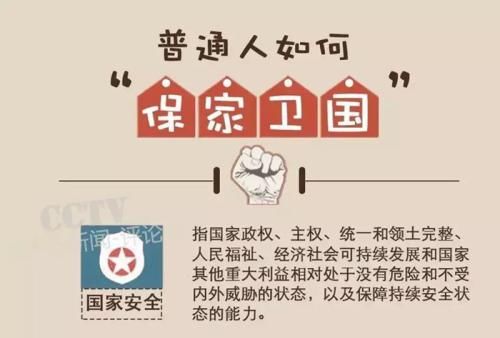 普通人如何
“保家卫国”
CCTV
新闻-评论
国家安全
指国家政权、主权、统一和领土完整、
人民福祉、经济社会可持续发展和国家
其他重大利益相对处于没有危险和不受
内外威胁的状态，以及保障持续安全状
态的能力。